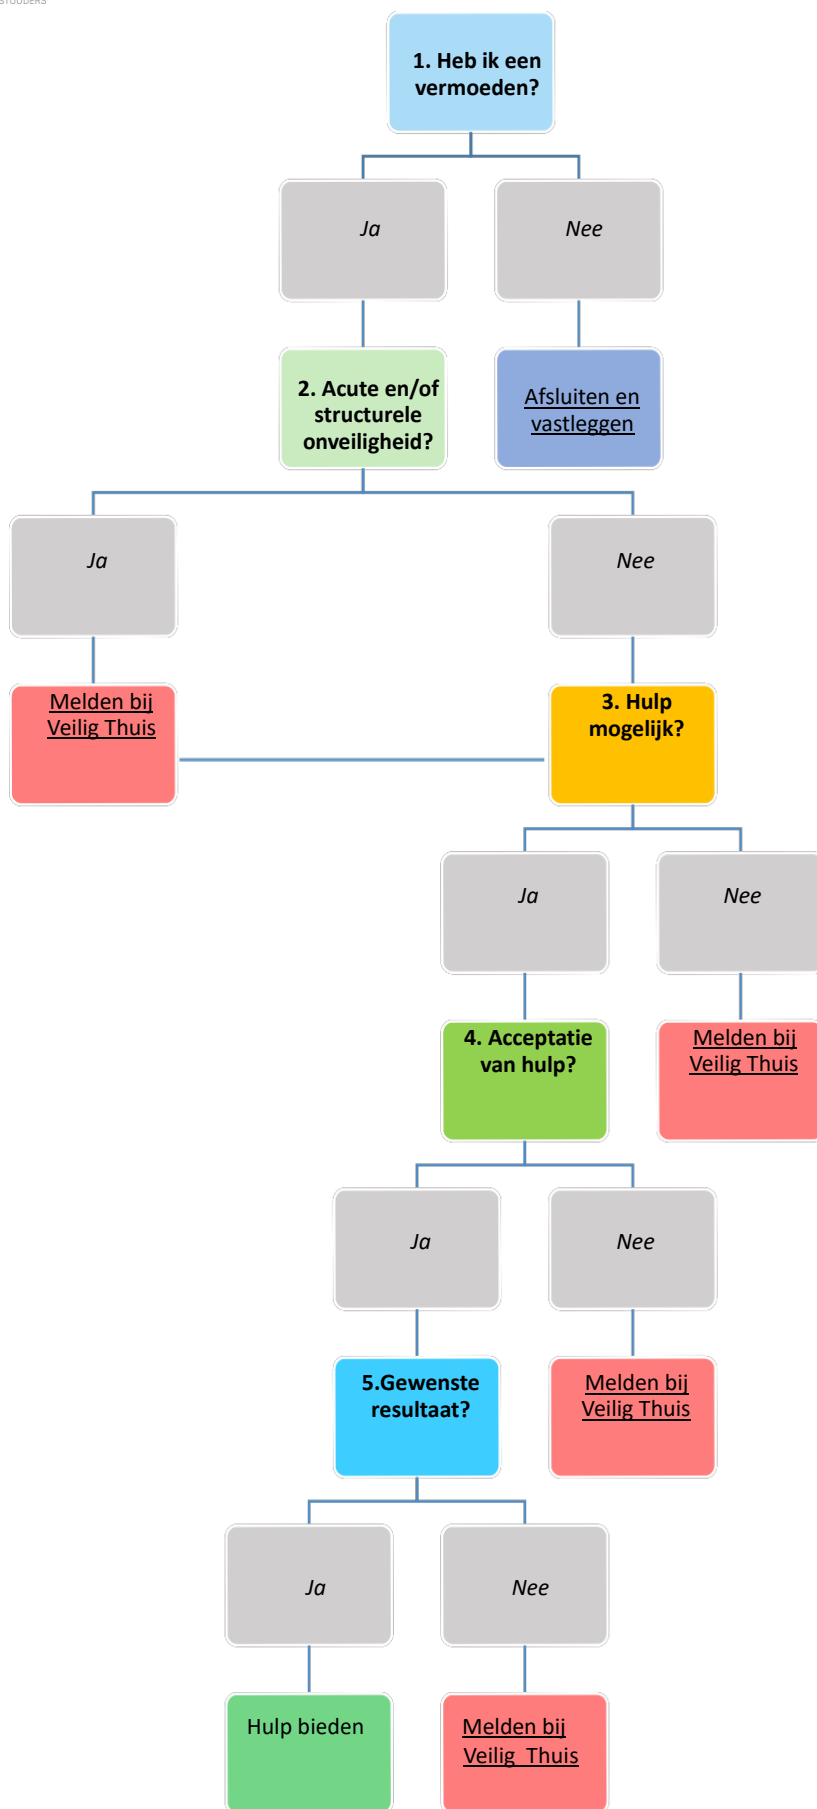 STOUDERS
1. Heb ik een
vermoeden?
Ja
Nee
2. Acute en/of
structurele
onveiligheid?
Afsluiten en
vastleggen
Ja
Nee
Melden bij
Veilig Thuis
3. Hulp
mogelijk?
Ja
Nee
4. Acceptatie
van hulp?
Melden bij
Veilig Thuis
Ja
Nee
5.Gewenste
resultaat?
Melden bij
Veilig Thuis
Ja
Nee
Hulp bieden
Melden bij
Veilig Thuis